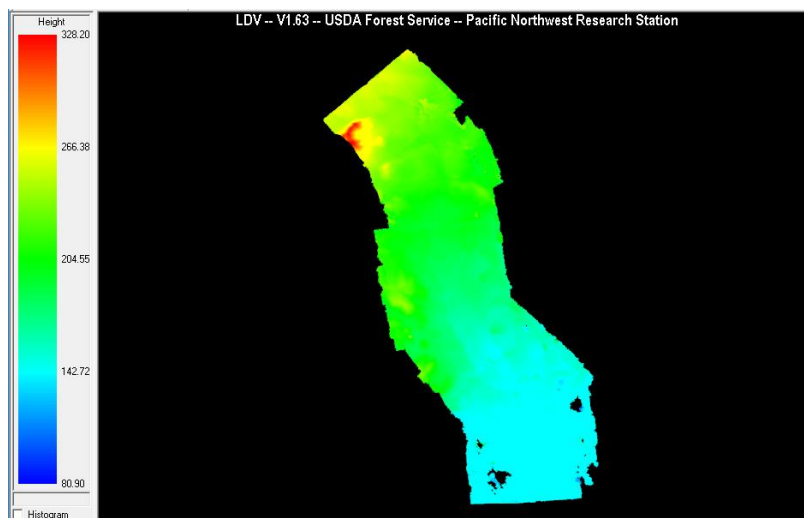 LDV -- V1.63 -- USDA Forest Service -- Pacific Northwest Research Station
Height
328.20
266.38
204.55
142.72
80.90
Histogram